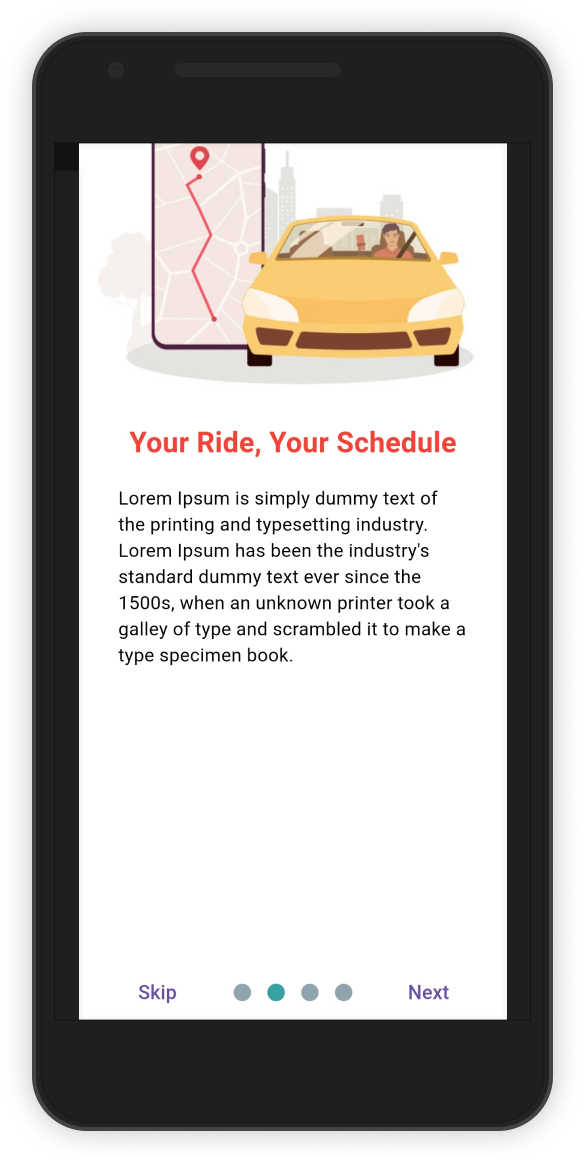 Your Ride, Your Schedule
Lorem Ipsum is simply dummy text of
the printing and typesetting industry.
Lorem Ipsum has been the industry's
standard dummy text ever since the
1500s, when an unknown printer took a
galley of type and scrambled it to make a
type specimen book.
Skip
Next